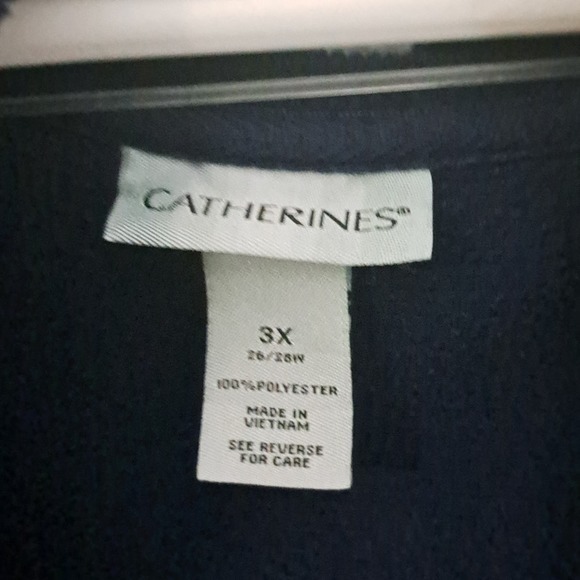 CATHERINES®
3X
26/28W
100%POLYESTER
MADE IN
VIETNAM
SEE REVERSE
FOR CARE